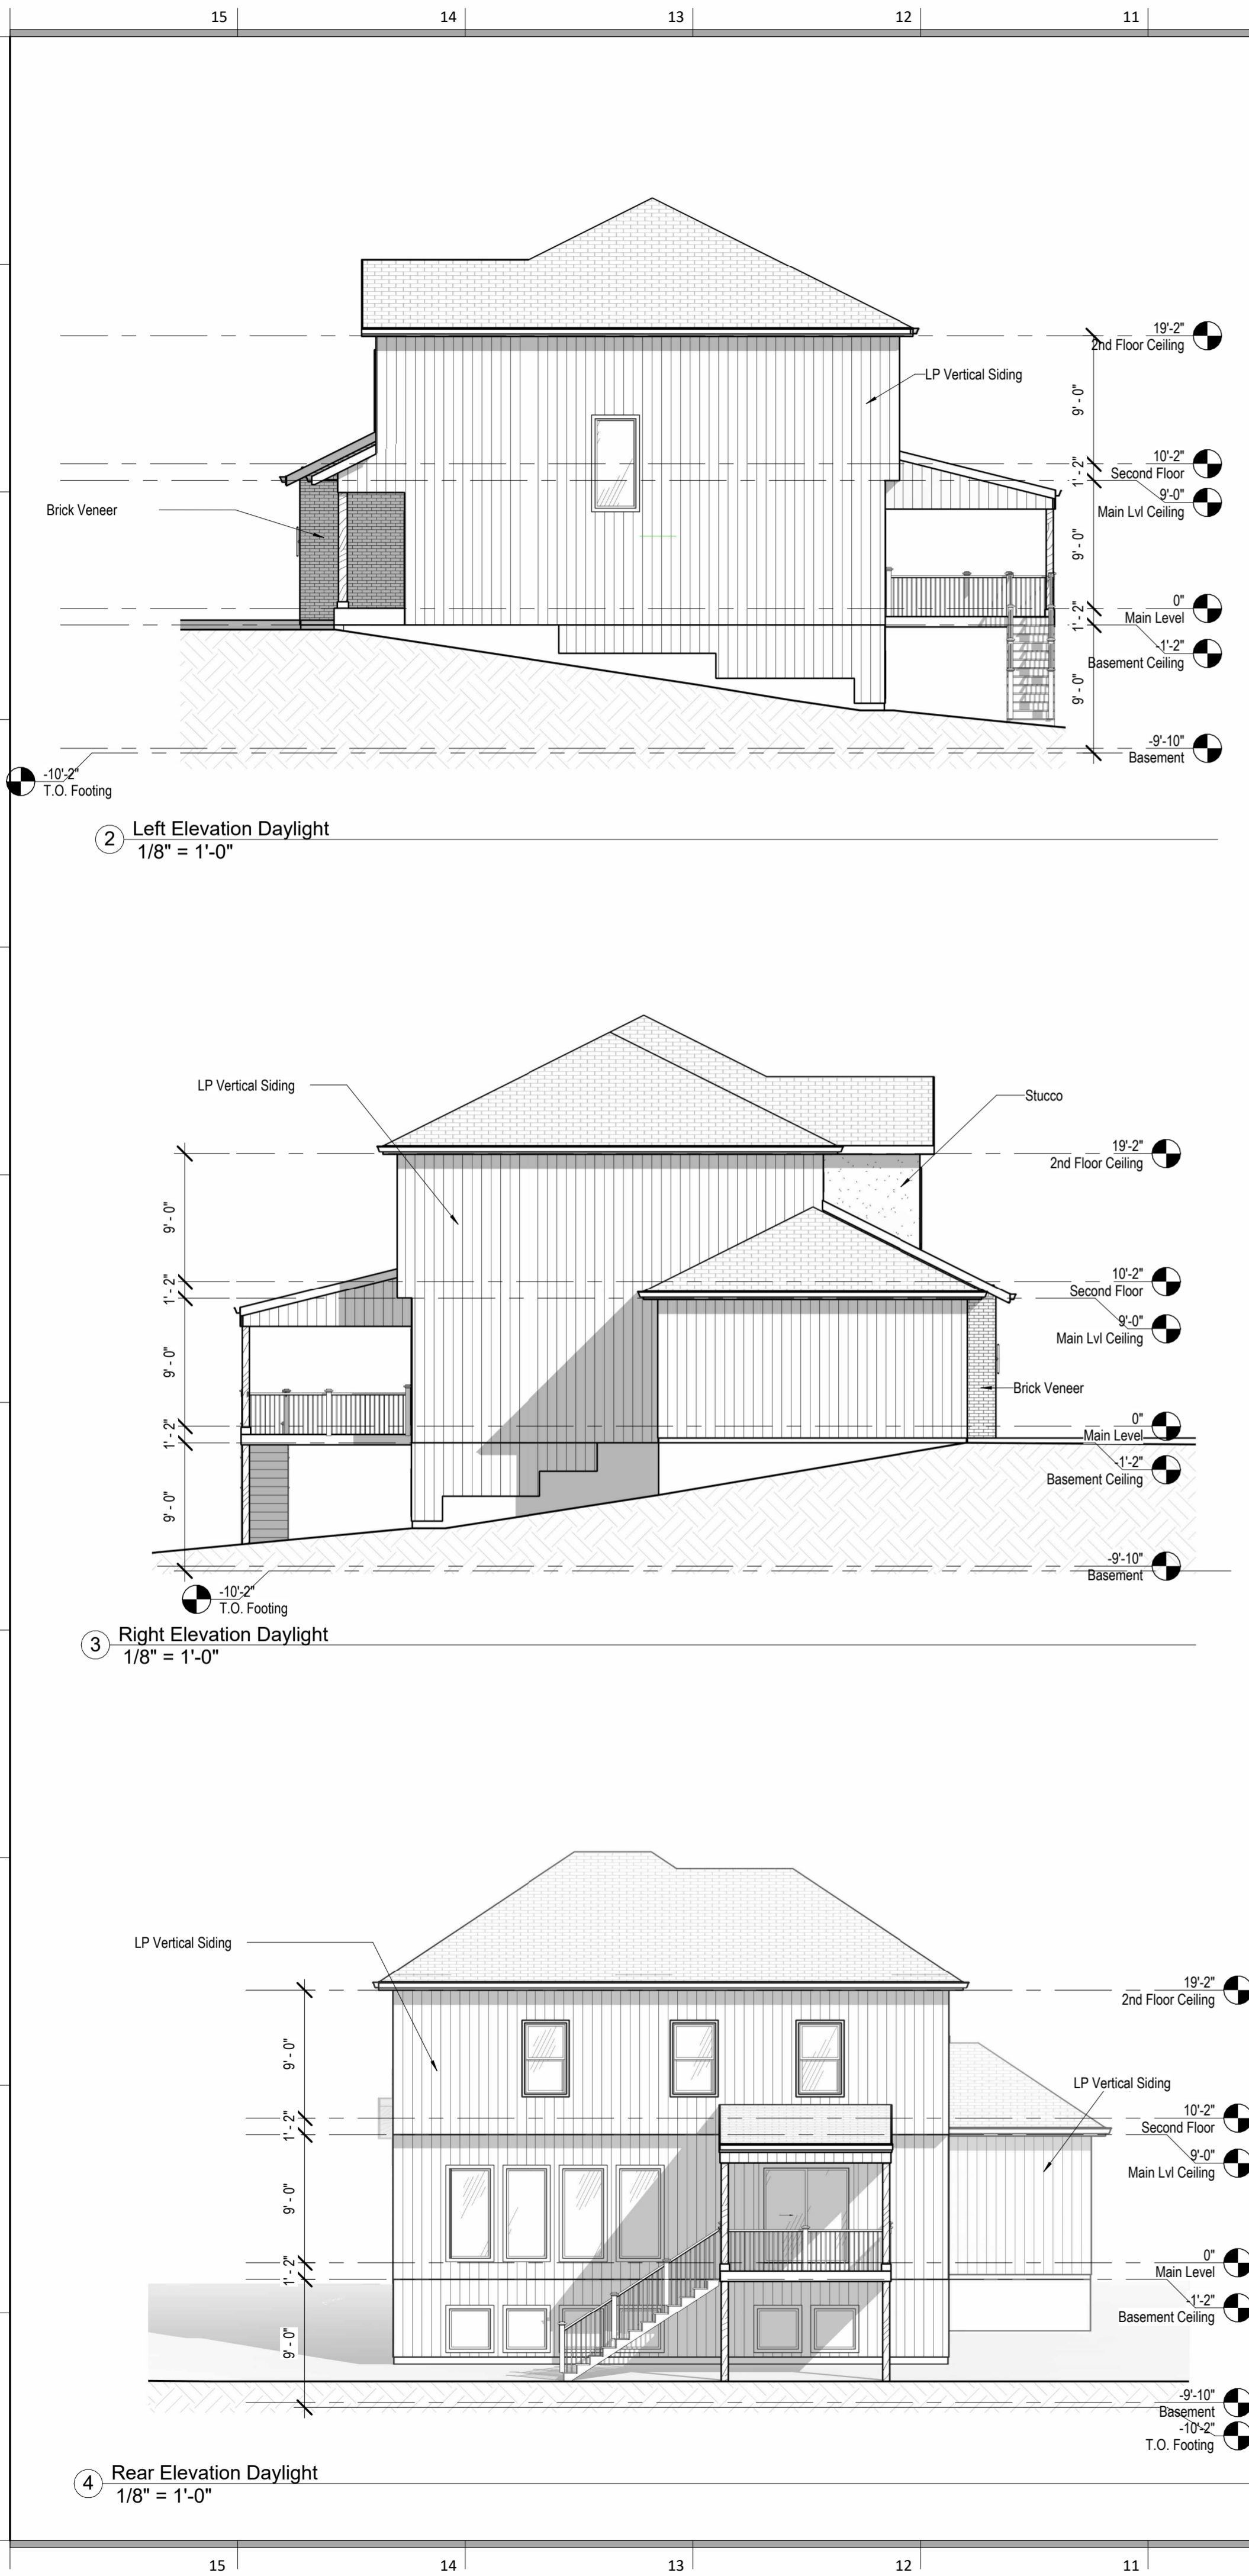 15 14 13 12 11
19'-2"
2nd Floor Ceiling
LP Vertical Siding
9' - 0"
10'-2"
Second Floor
1' - 2"
9'-0"
Main Lvl Ceiling
Brick Veneer
9' - 0"
0"
Main Level
1' - 2"
-1'-2"
Basement Ceiling
9' - 0"
-9'-10"
Basement
-10'-2"
T.O. Footing
2 Left Elevation Daylight
1/8" = 1'-0"
LP Vertical Siding
Stucco
19'-2"
2nd Floor Ceiling
9' - 0"
10'-2"
Second Floor
1' - 2"
9'-0"
Main Lvl Ceiling
9' - 0"
Brick Veneer
0"
Main Level
1' - 2"
-1'-2"
Basement Ceiling
9' - 0"
-9'-10"
Basement
-10'-2"
T.O. Footing
3 Right Elevation Daylight
1/8" = 1'-0"
LP Vertical Siding
19'-2"
2nd Floor Ceiling
9' - 0"
LP Vertical Siding
10'-2"
Second Floor
1' - 2"
9'-0"
Main Lvl Ceiling
9' - 0"
0"
Main Level
1' - 2"
-1'-2"
Basement Ceiling
9' - 0"
-9'-10"
Basement
-10'-2"
T.O. Footing
4 Rear Elevation Daylight
1/8" = 1'-0"
15 14 13 12 11